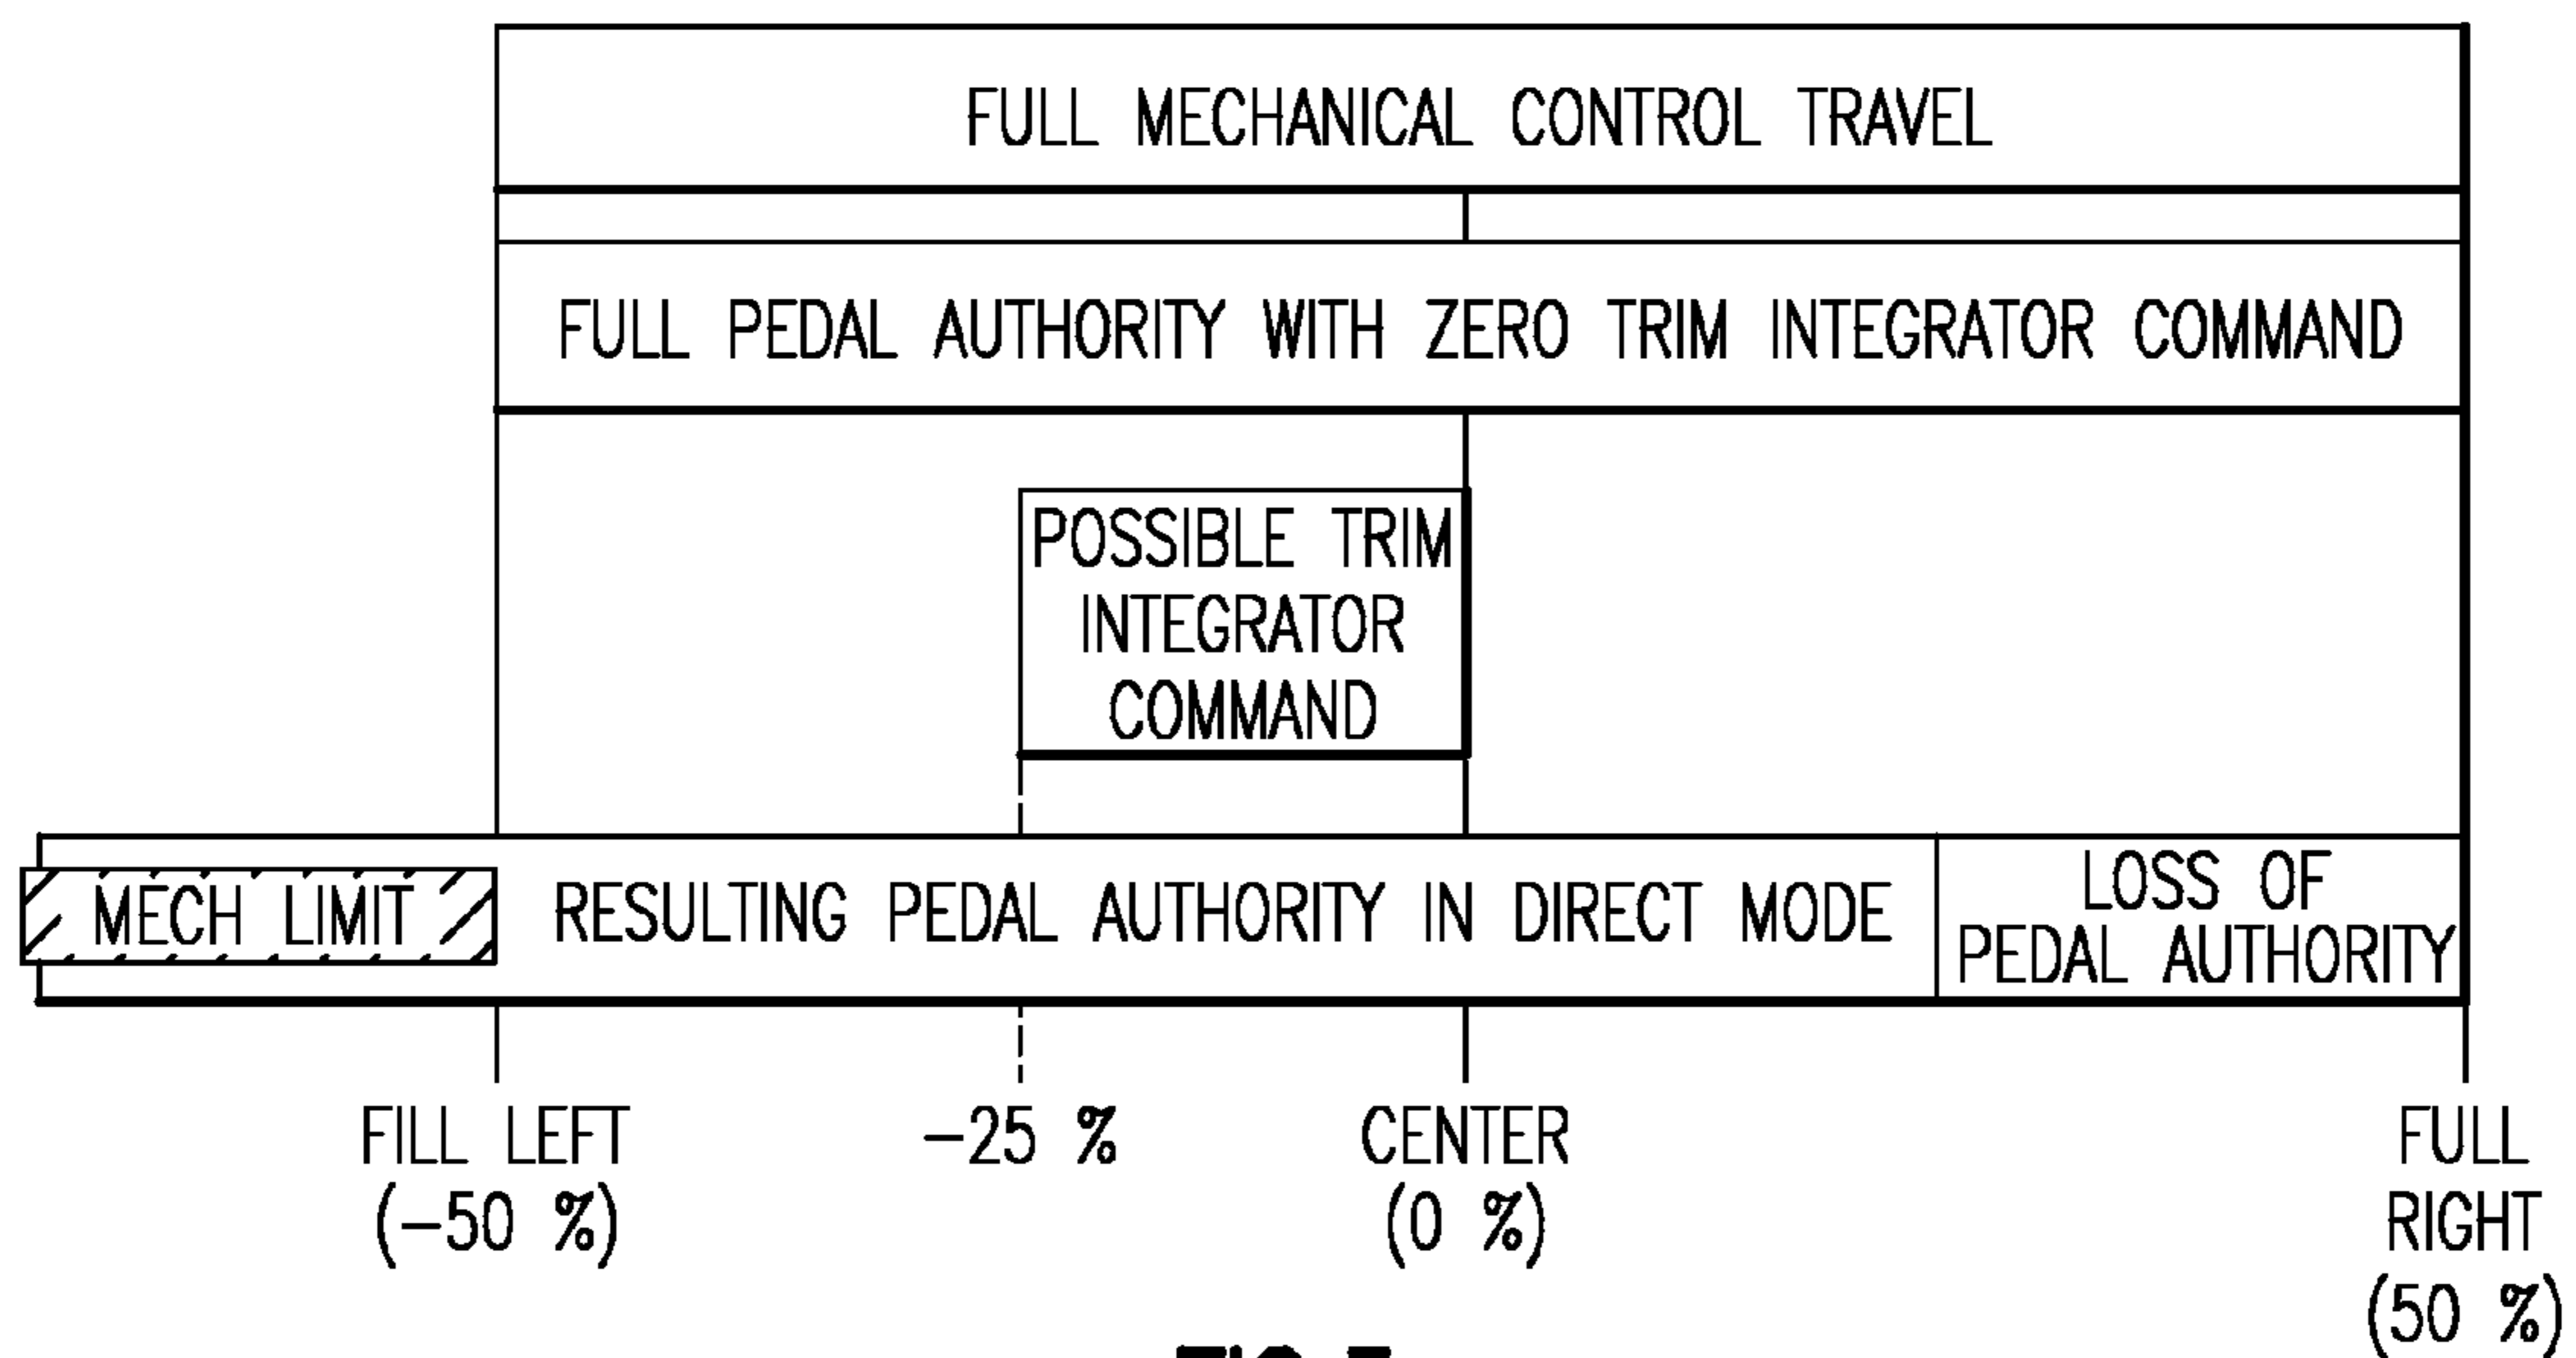 FULL MECHANICAL CONTROL TRAVEL
FULL PEDAL AUTHORITY WITH ZERO TRIM INTEGRATOR COMMAND
POSSIBLE TRIM
INTEGRATOR
COMMAND
MECH LIMIT
RESULTING PEDAL AUTHORITY IN DIRECT MODE
LOSS OF
PEDAL AUTHORITY
FILL LEFT
(-50 %)
-25 %
CENTER
(0 %)
FULL
RIGHT
(50 %)